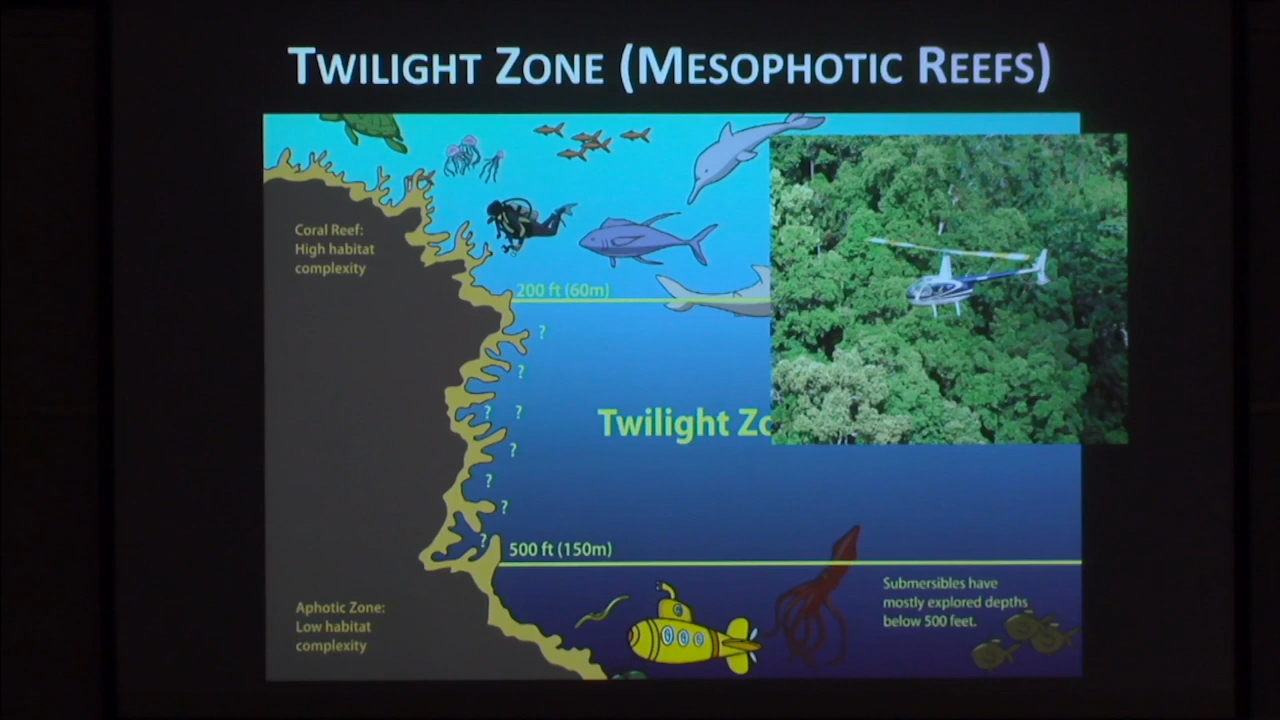 TWILIGHT ZONE (MESOPHOTIC REEFS)
Coral Reef:
High habitat
complexity
200 ft (60m)
?
?
? ?
?
?
?
?
Twilight Zo
500 ft (150m)
Submersibles have
mostly explored depths
below 500 feet.
Aphotic Zone:
Low habitat
complexity